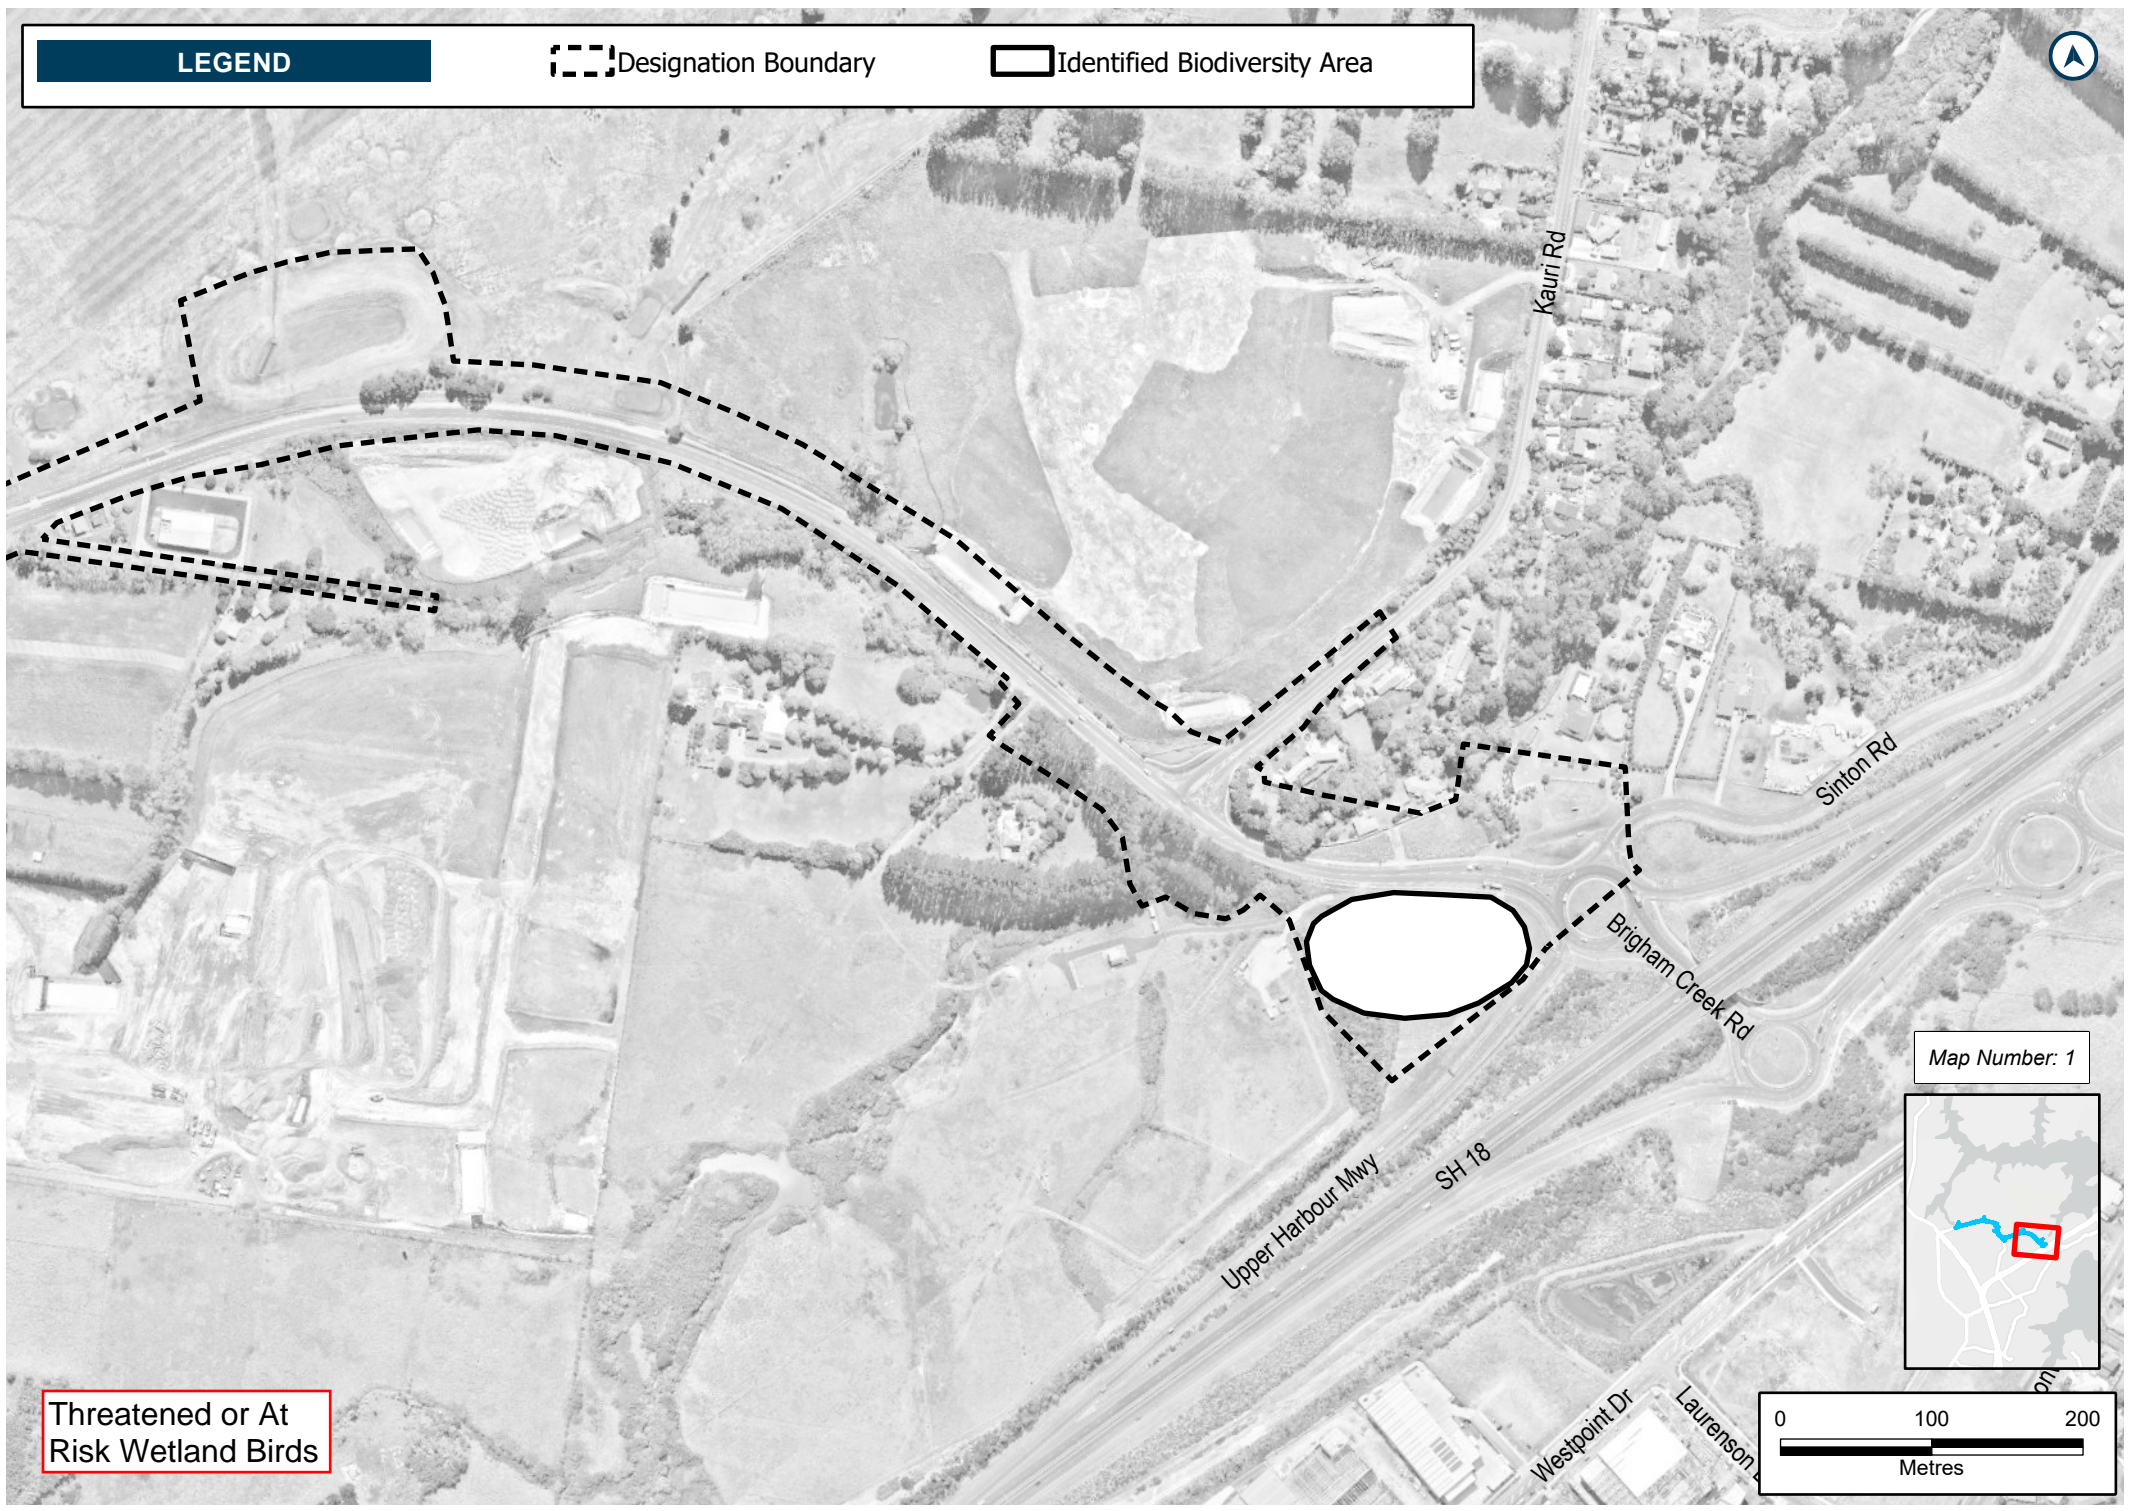 LEGEND
Designation Boundary
Identified Biodiversity Area
Kauri Rd
Sinton Rd
Brigham Creek Rd
Map Number: 1
SH 18
Upper Harbour Mwy
Westpoint Dr
Laurenson
Threatened or At
Risk Wetland Birds
0 100 200
Metres